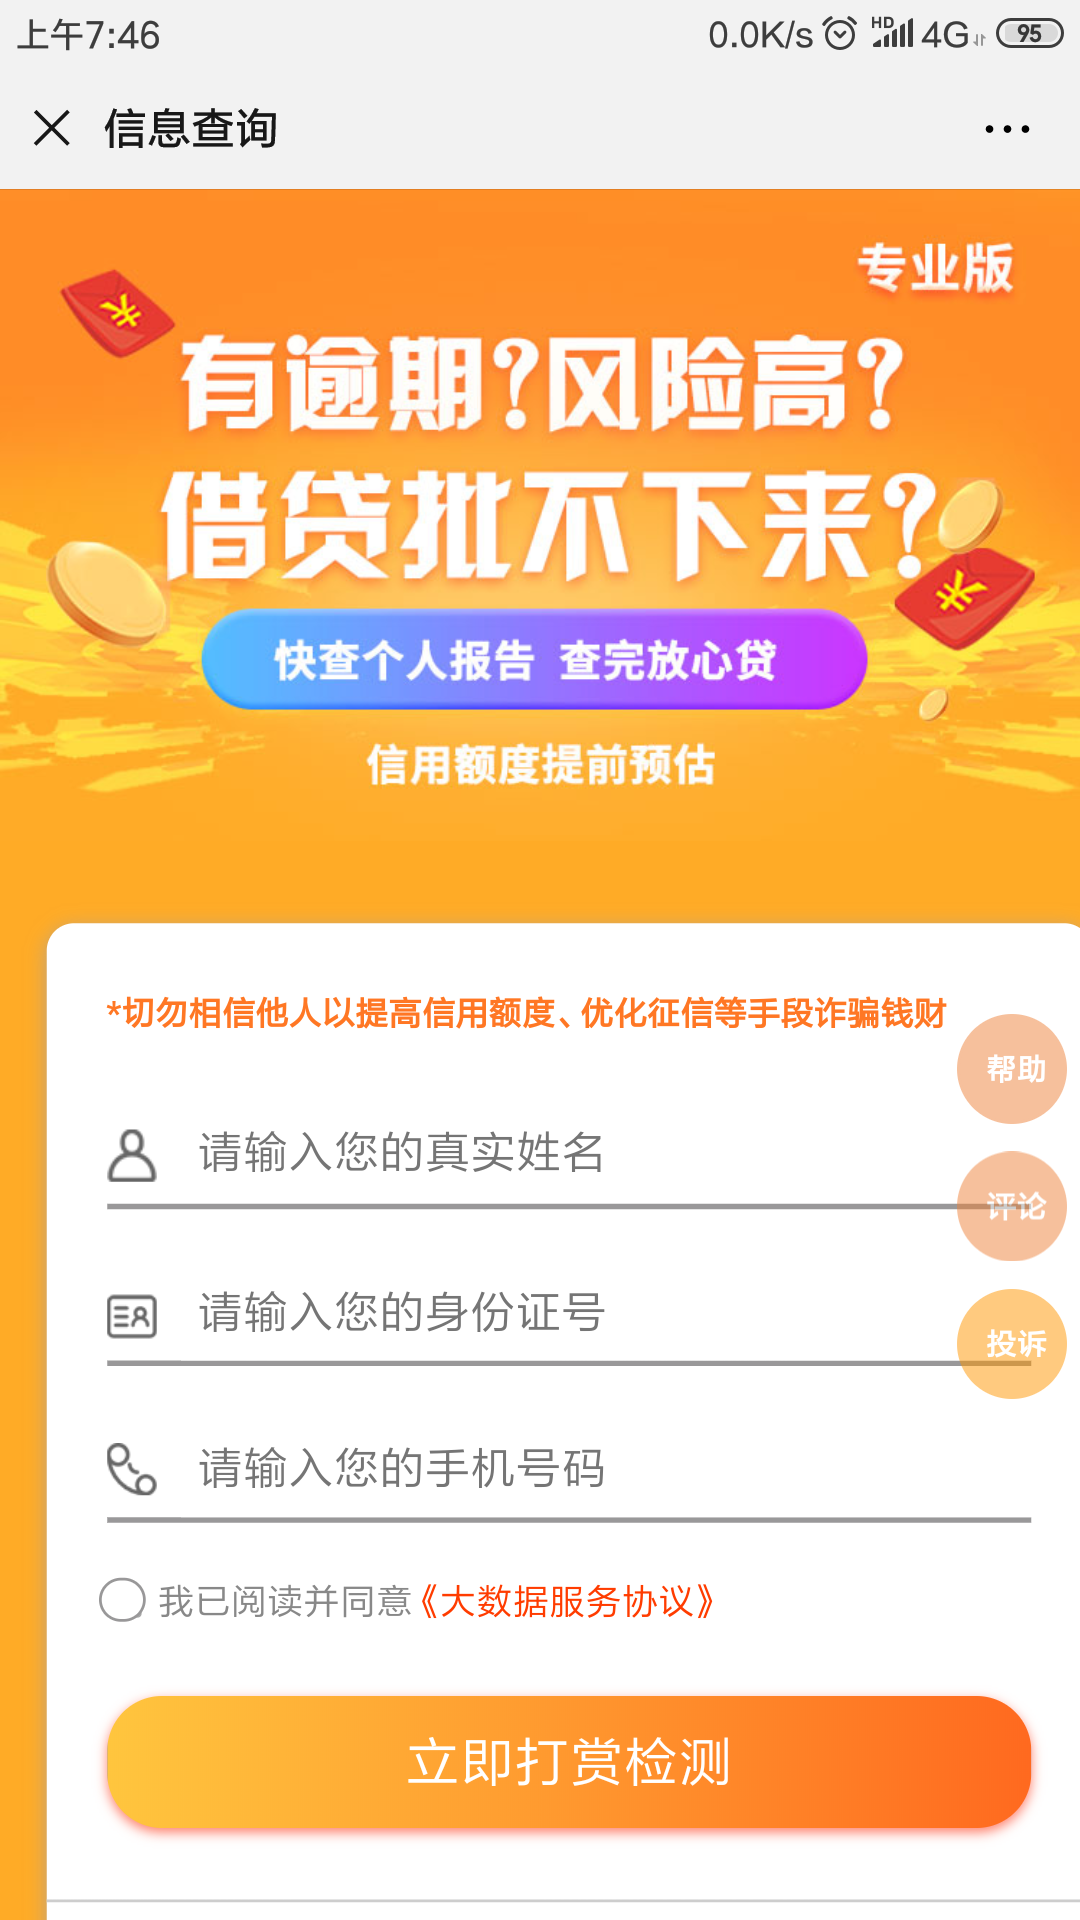 上午7:46
0.0K/s HD 4G 95
信息查询
专业版
有逾期?风险高?
借贷批不下来?
快查个人报告 查完放心贷
信用额度提前预估
*切勿相信他人以提高信用额度、优化征信等手段诈骗钱财
帮助
请输入您的真实姓名
评论
请输入您的身份证号
投诉
请输入您的手机号码
我已阅读并同意《大数据服务协议》
立即打赏检测